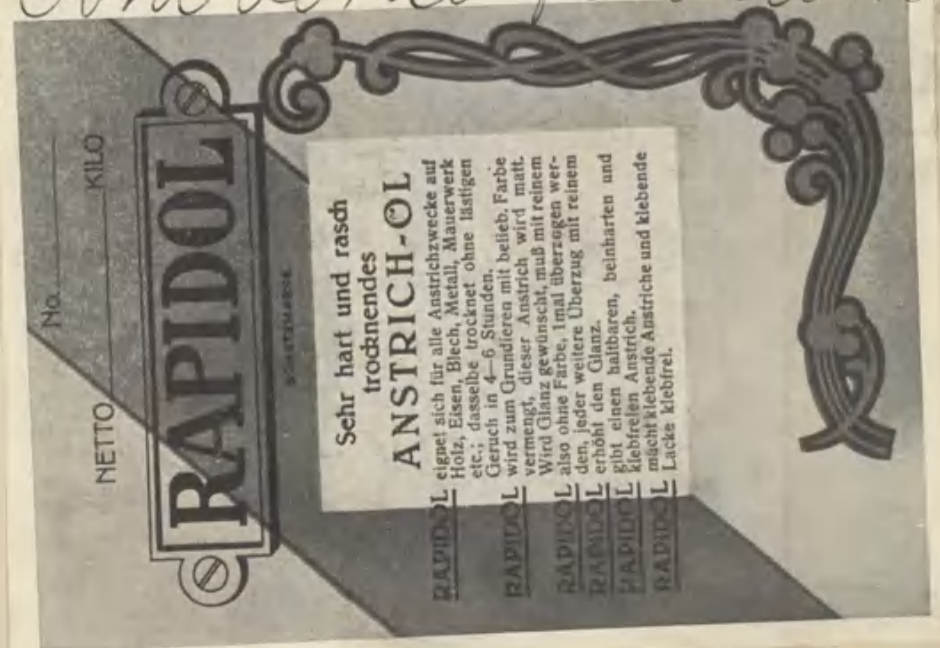 No.
NETTO KILO
RAPIDOL
SCHUTZMARKE
Sehr hart und rasch
trocknendes
ANSTRICH-ÖL
RAPIDOL eignet sich für alle Anstrichzwecke auf
Holz, Eisen, Blech, Metall, Mauerwerk
etc.; dasselbe trocknet ohne lästigen
Geruch in 4—6 Stunden.
RAPIDOL wird zum Grundieren mit belieb. Farbe
vermengt, dieser Anstrich wird matt.
Wird Glanz gewünscht, muß mit reinem
RAPIDOL also ohne Farbe, 1mal überzogen wer-
den, jeder weitere Überzug mit reinem
RAPIDOL erhöht den Glanz.
RAPIDOL gibt einen haltbaren, beinharten und
klebfreien Anstrich.
RAPIDOL mücht klebende Anstriche und klebende
Lacke klebfrei.